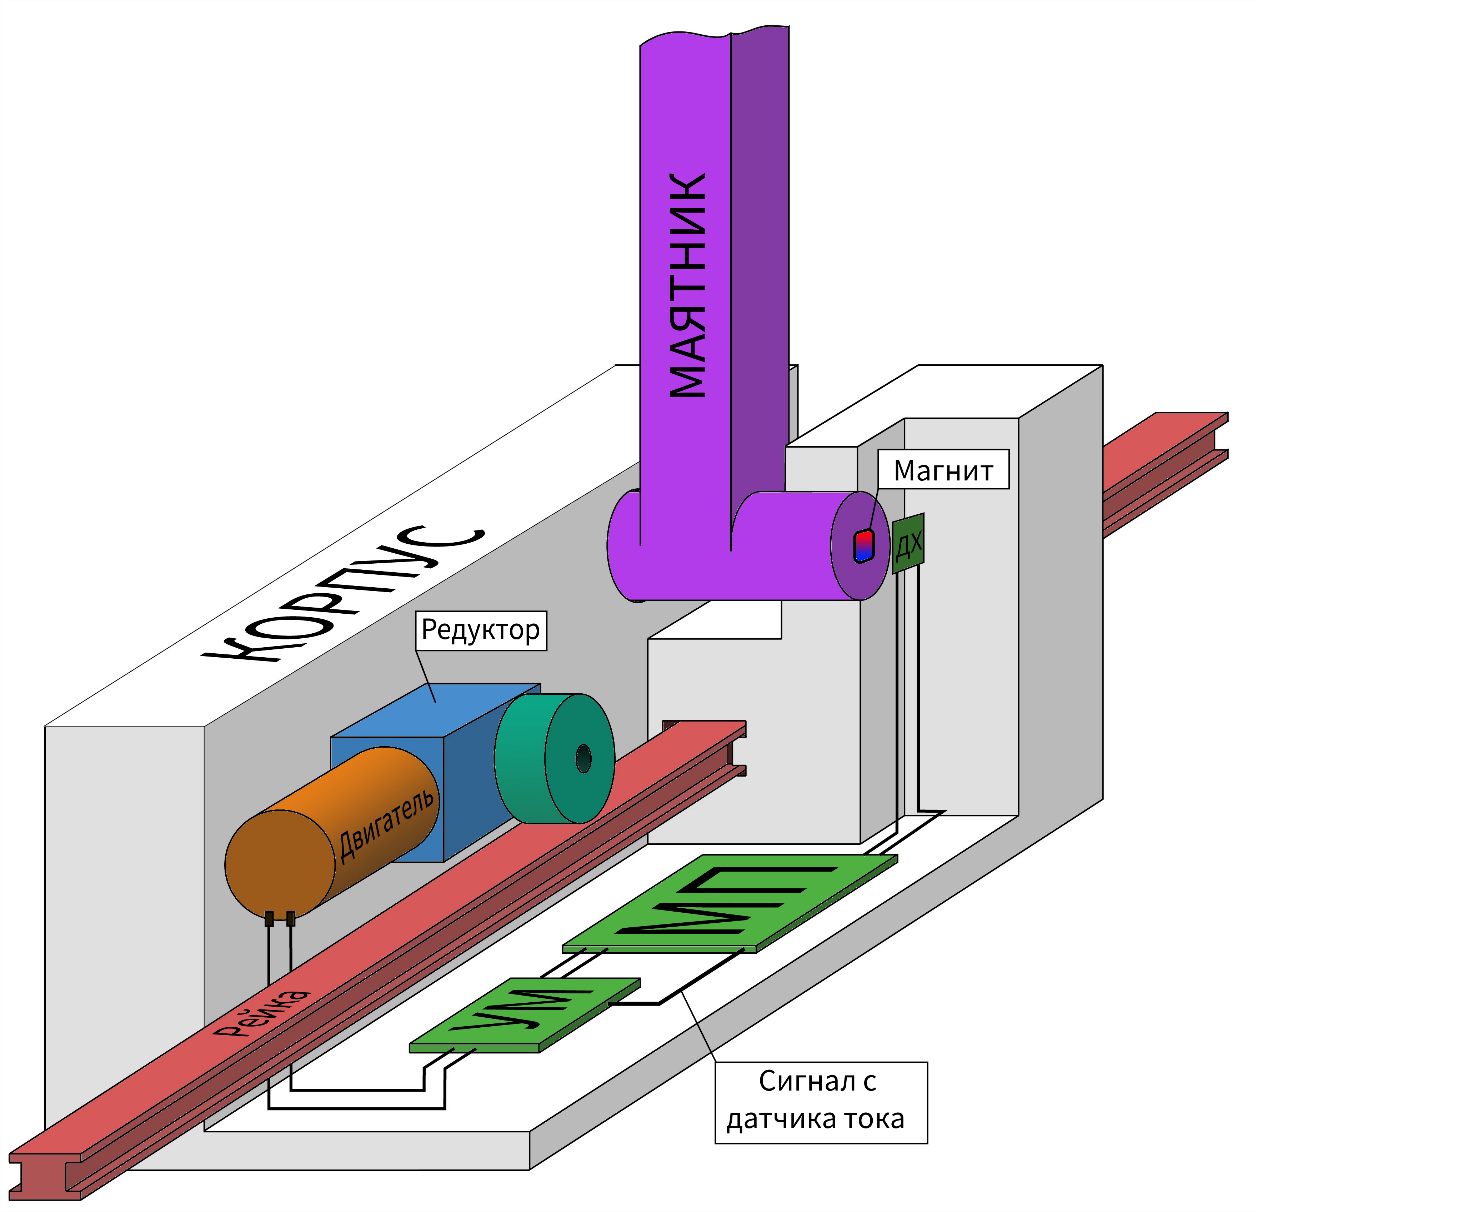 МАЯТНИК
Магнит
ДХ
КОРПУС
Редуктор
Двигатель
МП
УМ
Рейка
Сигнал с
датчика тока